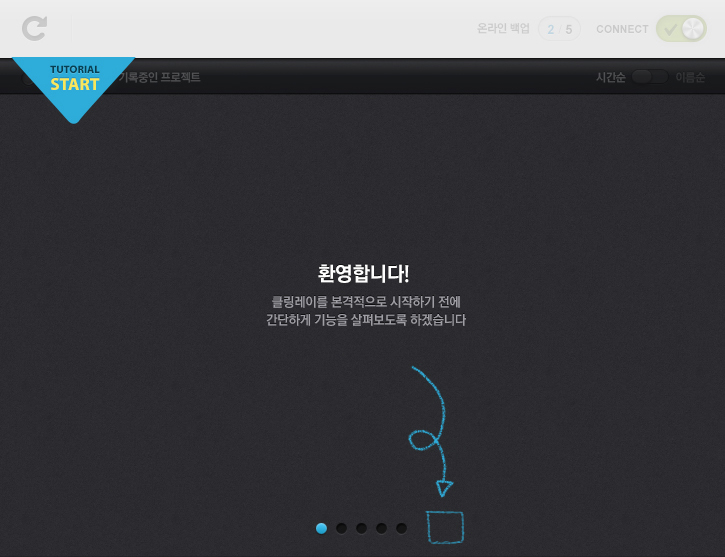 온라인 백업 2 / 5 CONNECT
TUTORIAL
START
기록중인 프로젝트 시간순 이름순
환영합니다!
클링레이를 본격적으로 시작하기 전에
간단하게 기능을 살펴보도록 하겠습니다